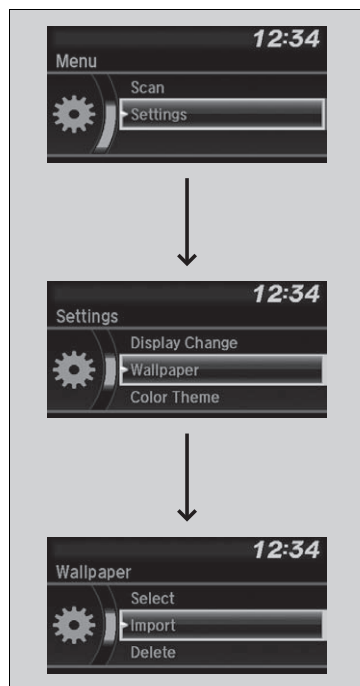 12:34
Menu
Scan
Settings
12:34
Settings
Display Change
Wallpaper
Color Theme
12:34
Wallpaper
Select
Import
Delete